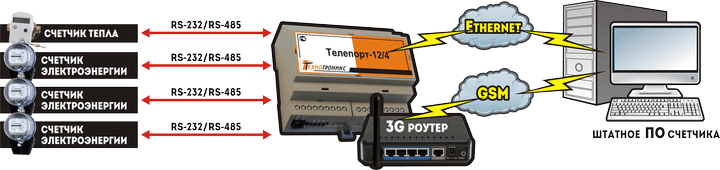 СЧЕТЧИК ТЕПЛА
СЧЕТЧИК
ЭЛЕКТРОЭНЕРГИИ
СЧЕТЧИК
ЭЛЕКТРОЭНЕРГИИ
СЧЕТЧИК
ЭЛЕКТРОЭНЕРГИИ
RS-232/RS-485
RS-232/RS-485
RS-232/RS-485
RS-232/RS-485
Телепорт-12/4
ТЕХНОТРОНИКС
3G РОУТЕР
ETHERNET
GSM
ШТАТНОЕ ПО СЧЕТЧИКА